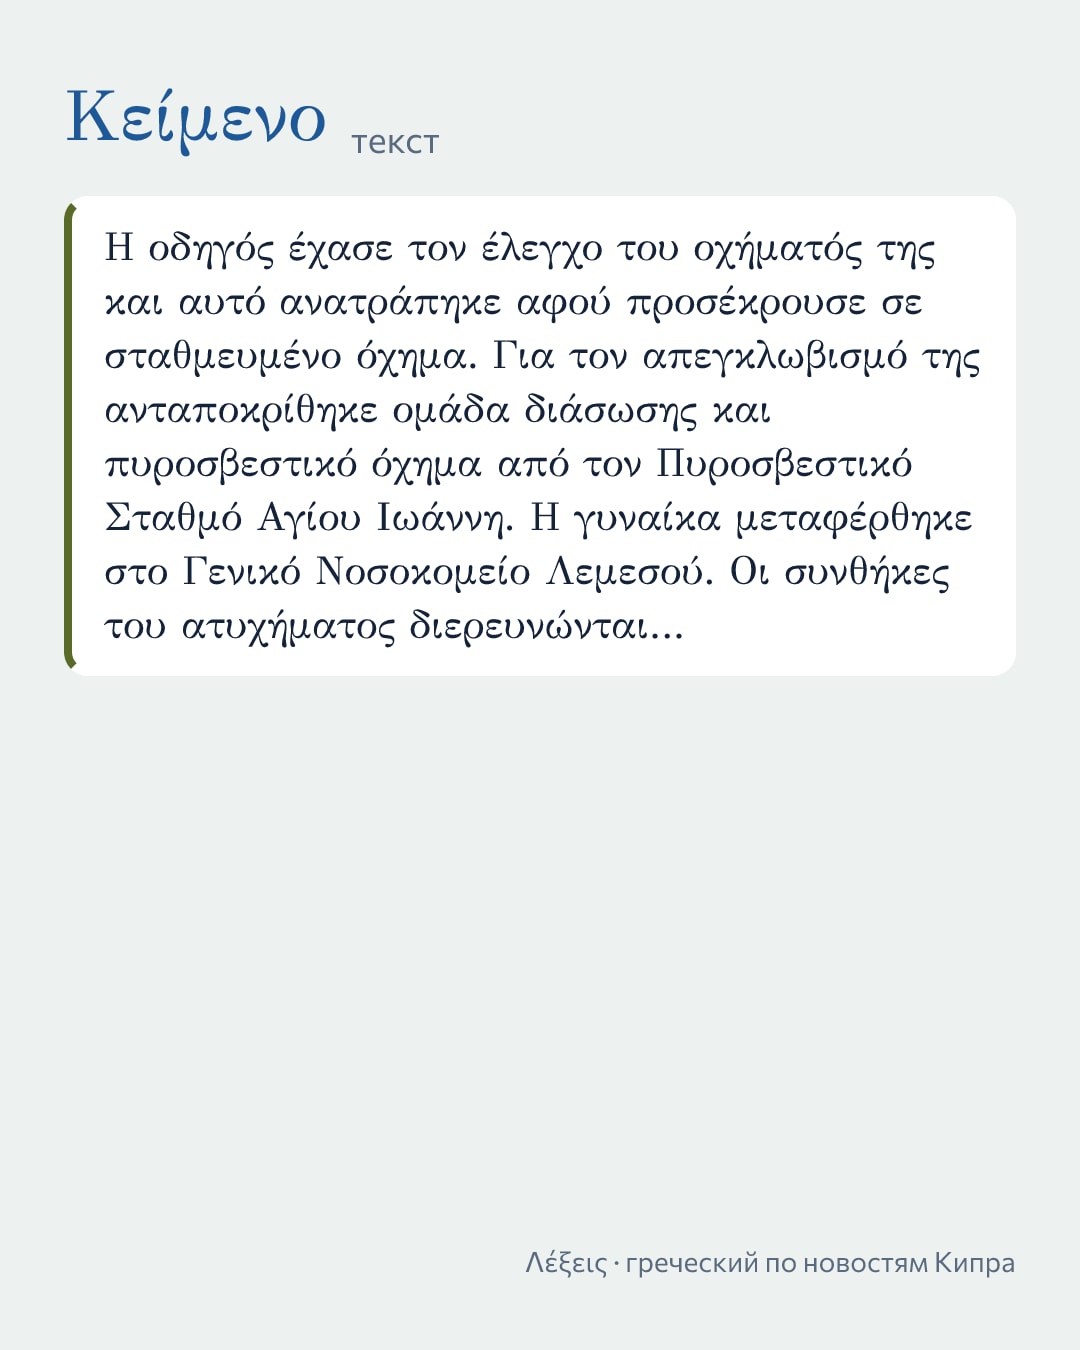 Κείμενο текст
Η οδηγός έχασε τον έλεγχο του οχήματός της
και αυτό ανατράπηκε αφού προσέκρουσε σε
σταθμευμένο όχημα. Για τον απεγκλωβισμό της
ανταποκρίθηκε ομάδα διάσωσης και
πυροσβεστικό όχημα από τον Πυροσβεστικό
Σταθμό Αγίου Ιωάννη. Η γυναίκα μεταφέρθηκε
στο Γενικό Νοσοκομείο Λεμεσού. Οι συνθήκες
του ατυχήματος διερευνώνται...
Λέξεις · греческий по новостям Кипра